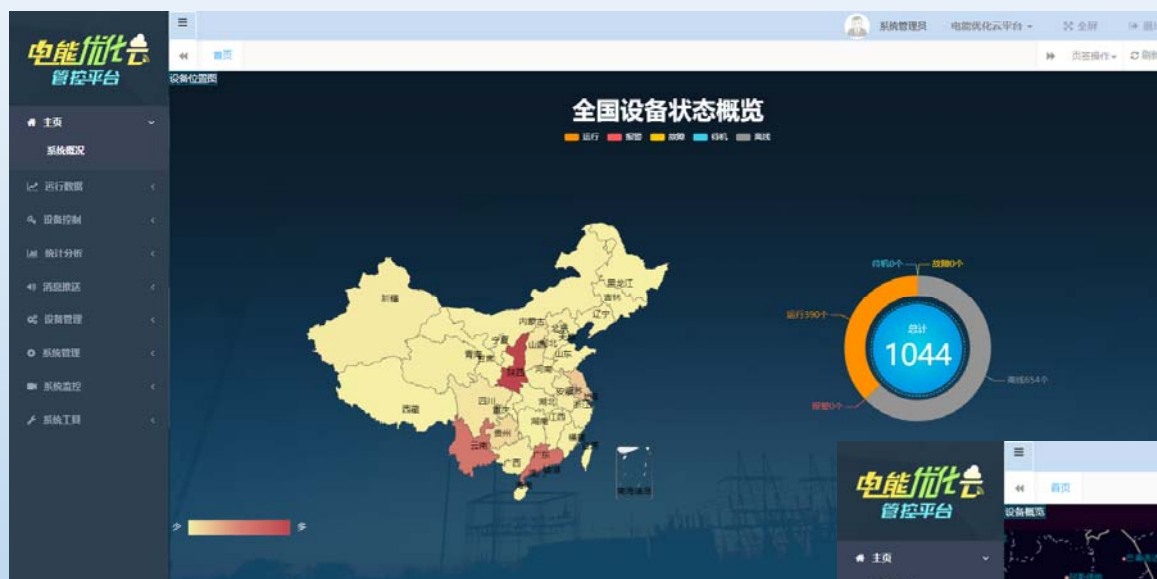 电能优化云
管控平台
系统管理员 电能优化云平台 全屏
首页 页签操作 刷新
设备位置图
全国设备状态概览
运行 报警 故障 待机 离线
主页
系统概况
运行数据
设备控制
统计分析
消息推送
设备管理
系统管理
系统监控
系统工具
黑龙江
吉林
辽宁
新疆
内蒙古
北京
宁夏
山西
山东
青海
甘肃
陕西
河南
西藏
四川
重庆
湖北
安徽
浙江
湖南
江西
贵州
福建
云南
广西
广东
南海诸岛
少 多
待机0个 故障0个
运行390个
总计
1044
离线654个
报警0个
电能优化云
管控平台
首页
设备概览
主页